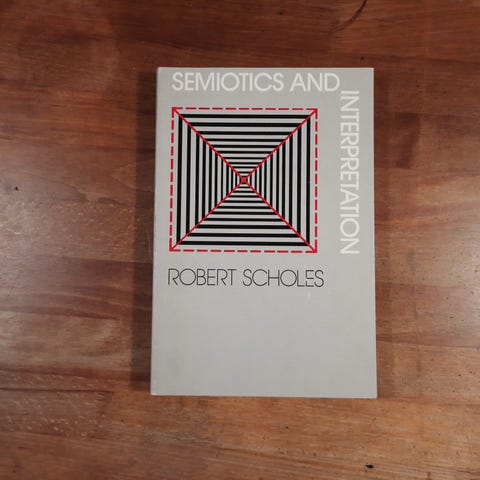 SEMIOTICS AND
INTERPRETATION
ROBERT SCHOLES